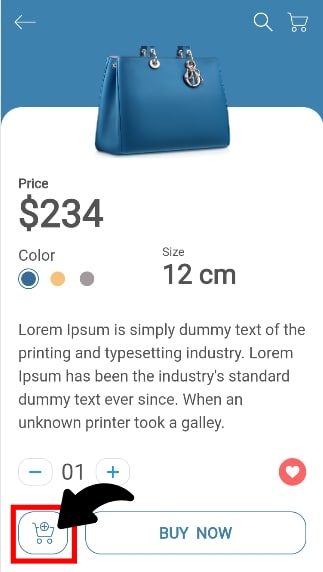 Price
$234
Color
Size
12 cm
Lorem Ipsum is simply dummy text of the
printing and typesetting industry. Lorem
Ipsum has been the industry's standard
dummy text ever since. When an
unknown printer took a galley.
01
BUY NOW